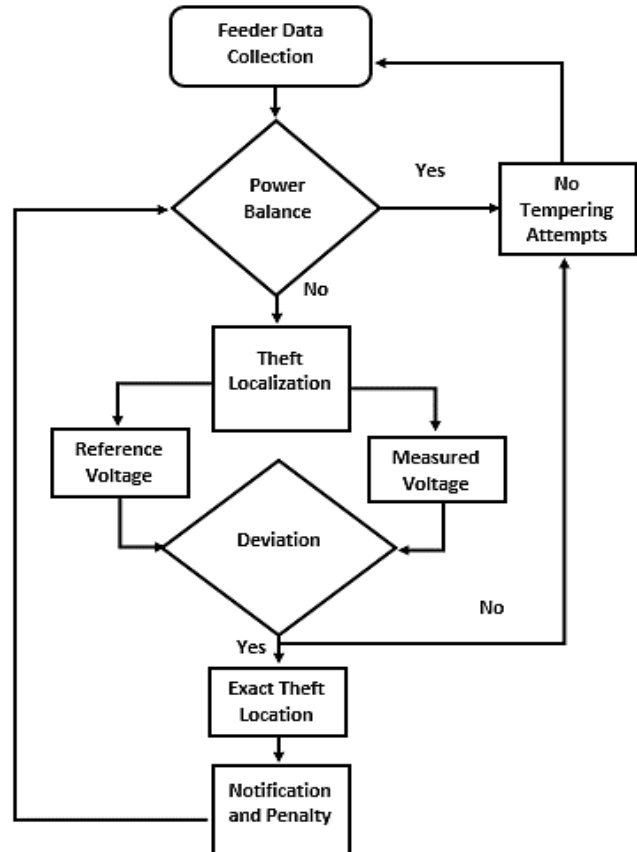 Feeder Data
Collection
Power
Balance
Yes
No
Tempering
Attempts
No
Theft
Localization
Reference
Voltage
Measured
Voltage
Deviation
No
Yes
Exact Theft
Location
Notification
and Penalty